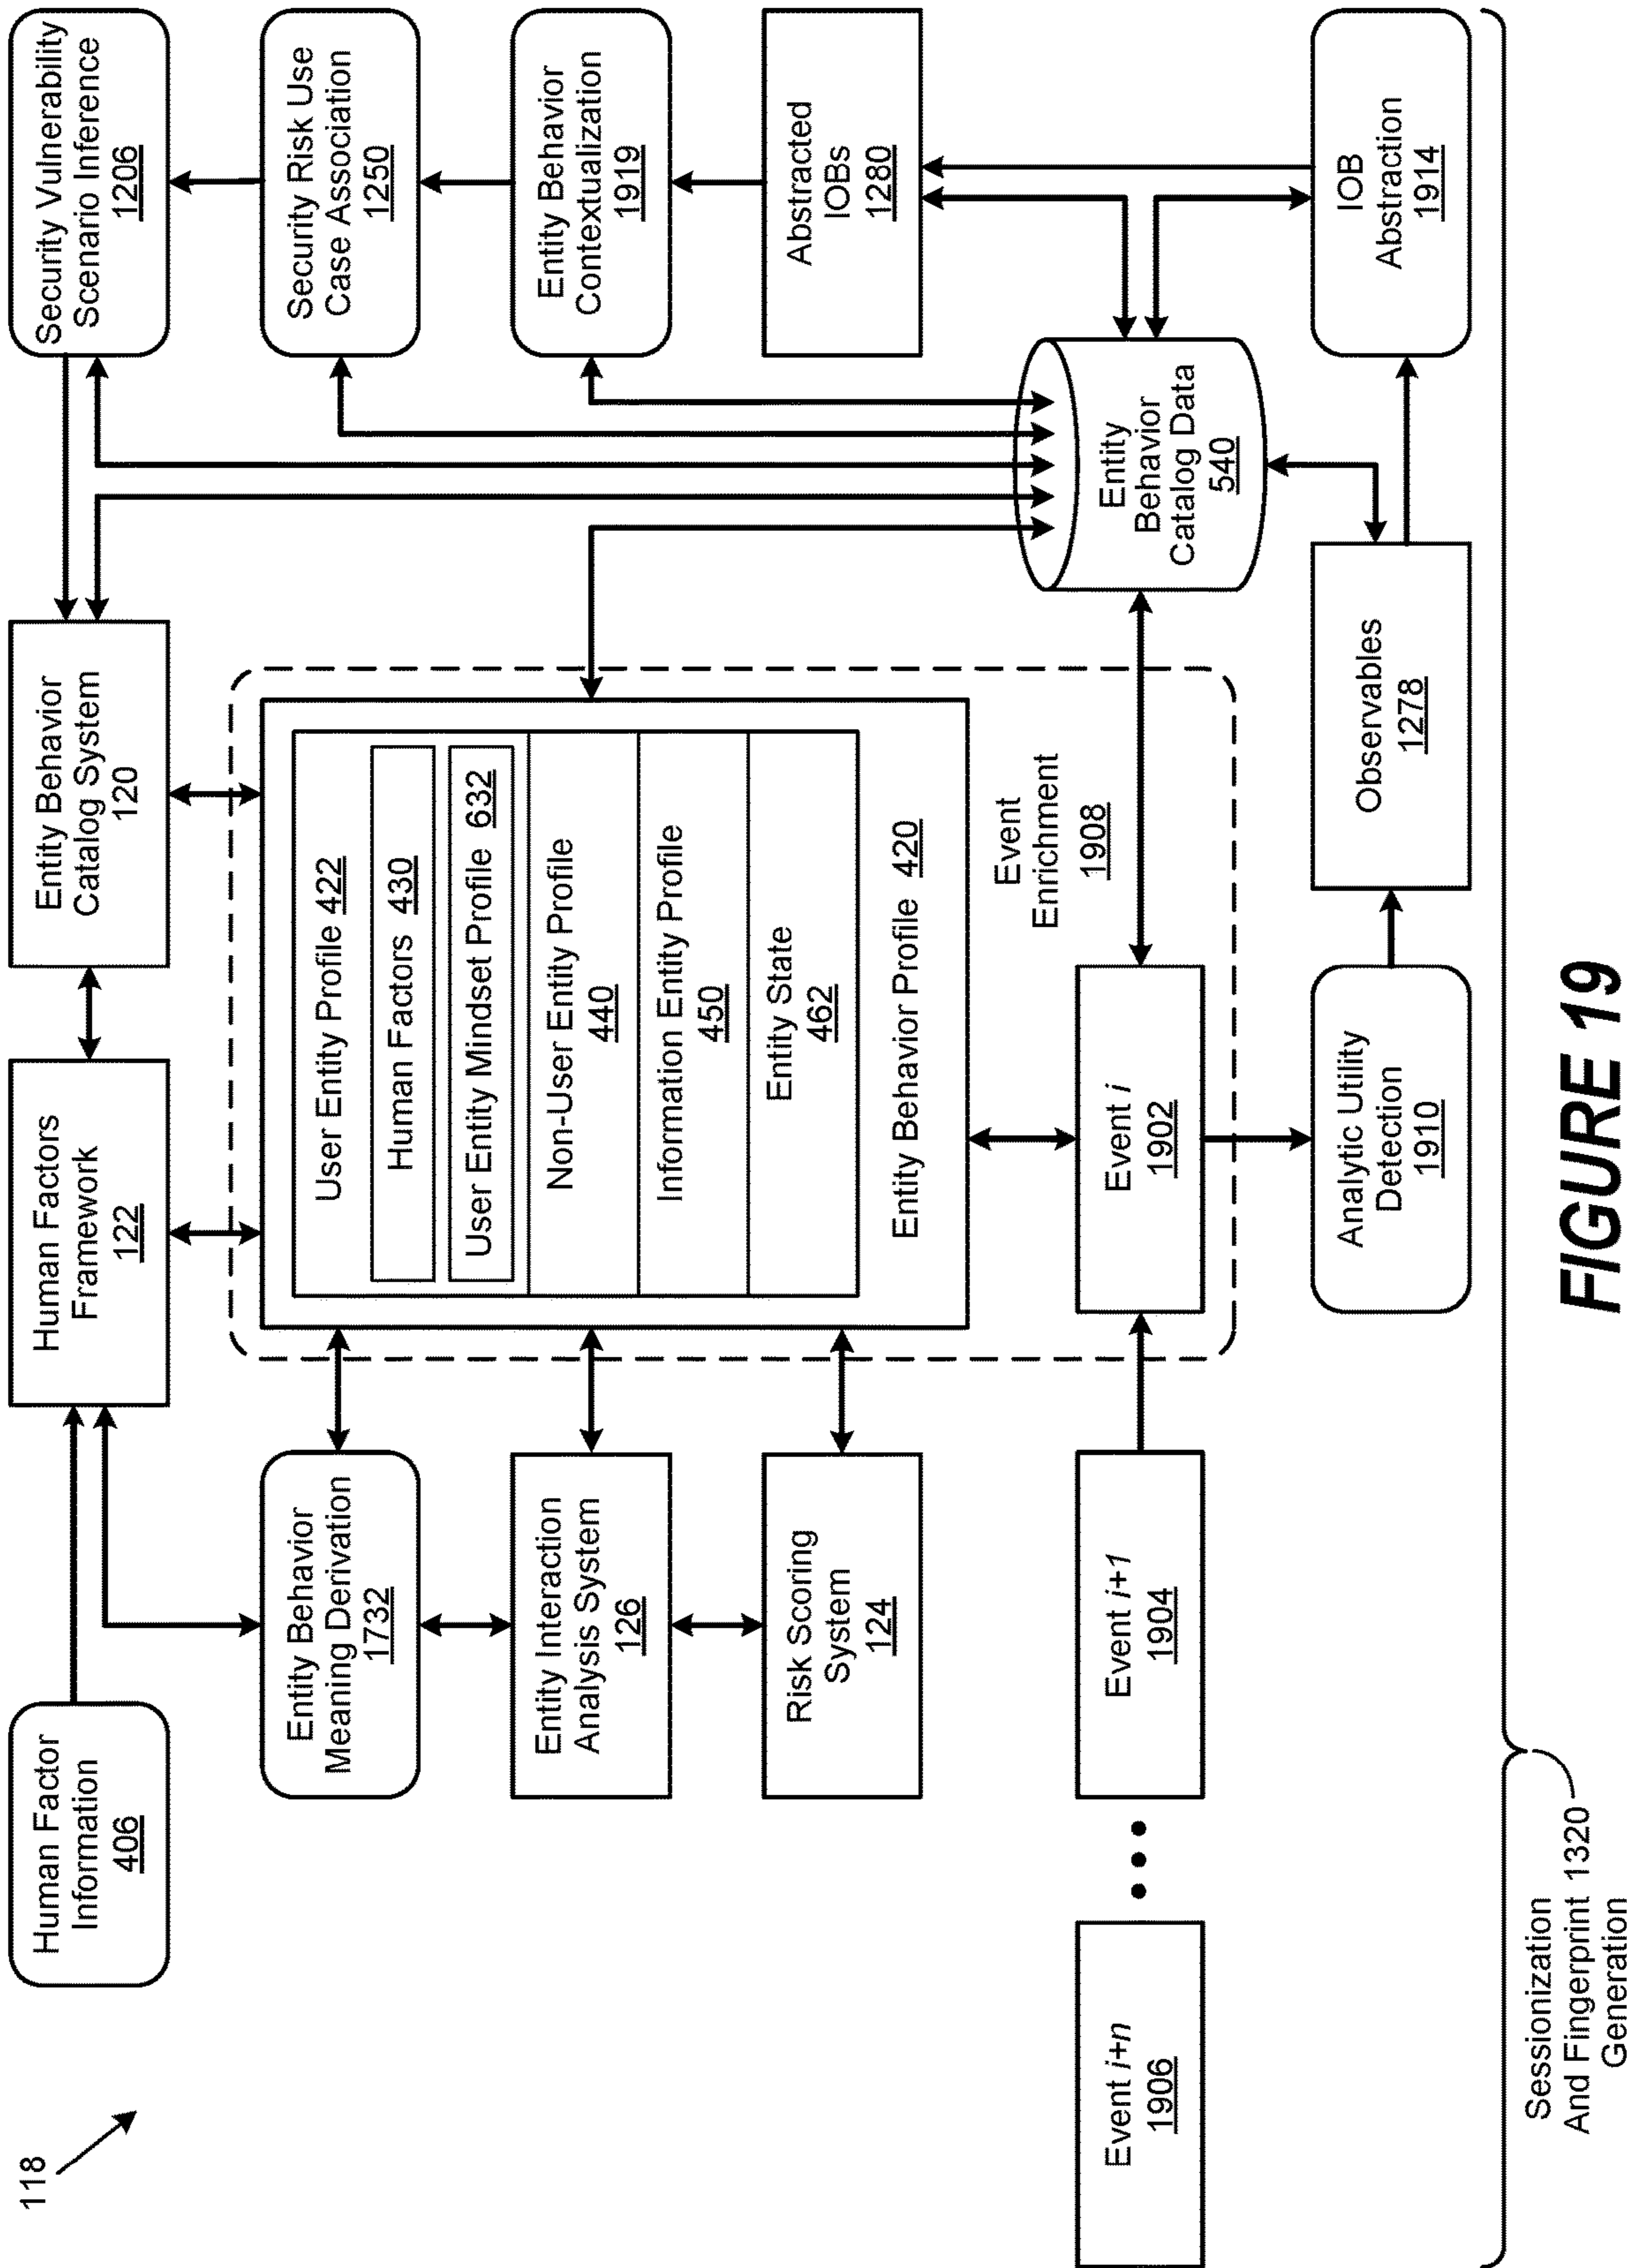 118
Human Factor
Information
406
Human Factors
Framework
122
Entity Behavior
Catalog System
120
Security Vulnerability
Scenario Inference
1206
Entity Behavior
Meaning Derivation
1732
User Entity Profile 422
Human Factors 430
User Entity Mindset Profile 632
Non-User Entity Profile
440
Information Entity Profile
450
Entity State
462
Entity Behavior Profile 420
Security Risk Use
Case Association
1250
Entity Interaction
Analysis System
126
Entity Behavior
Contextualization
1919
Risk Scoring
System
124
Abstracted
IOBs
1280
Event
Enrichment
1908
Entity
Behavior
Catalog Data
540
Event i+n
1906
Event i+1
1904
Event i
1902
Analytic Utility
Detection
1910
Observables
1278
IOB
Abstraction
1914
Sessionization
And Fingerprint 1320
Generation
FIGURE 19